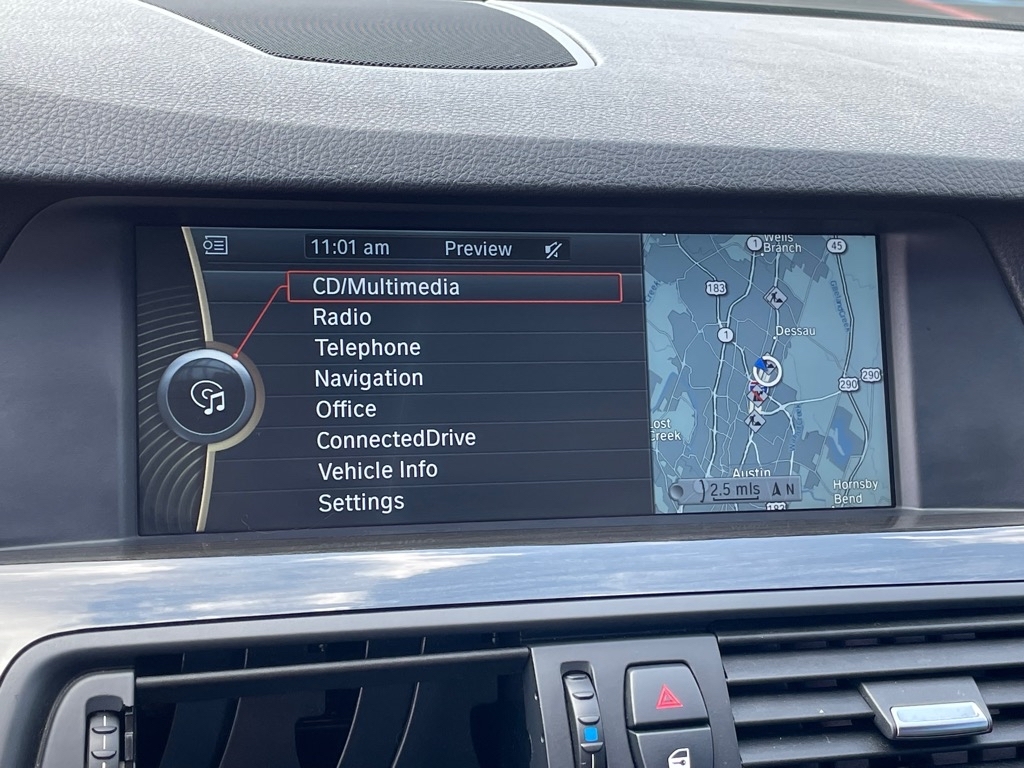 11:01 am Preview
CD/Multimedia
Radio
Telephone
Navigation
Office
ConnectedDrive
Vehicle Info
Settings
Wells
Branch
1
45
183
1
Dessau
290
290
Lost
Creek
Austin
2.5 mls N
Hornsby
Bend
183